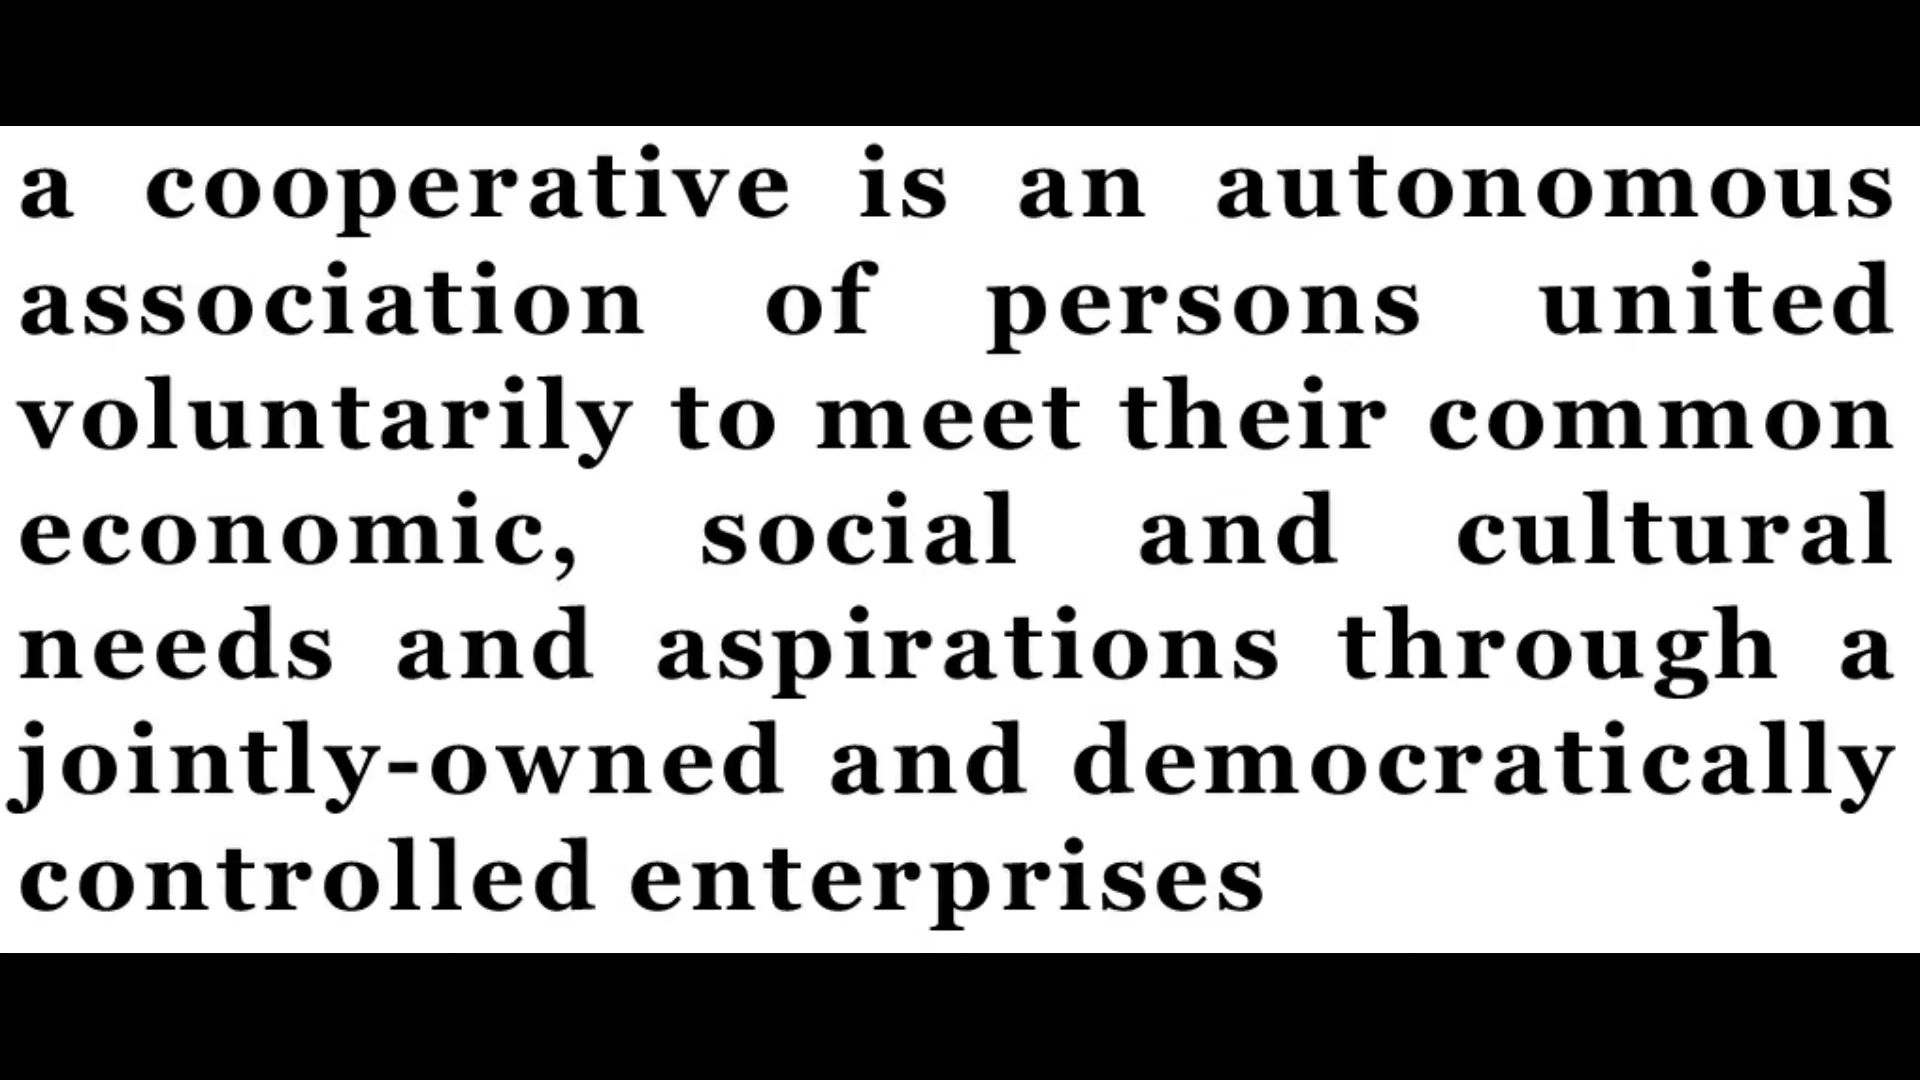 a cooperative is an autonomous
association of persons united
voluntarily to meet their common
economic, social and cultural
needs and aspirations through a
jointly-owned and democratically
controlled enterprises